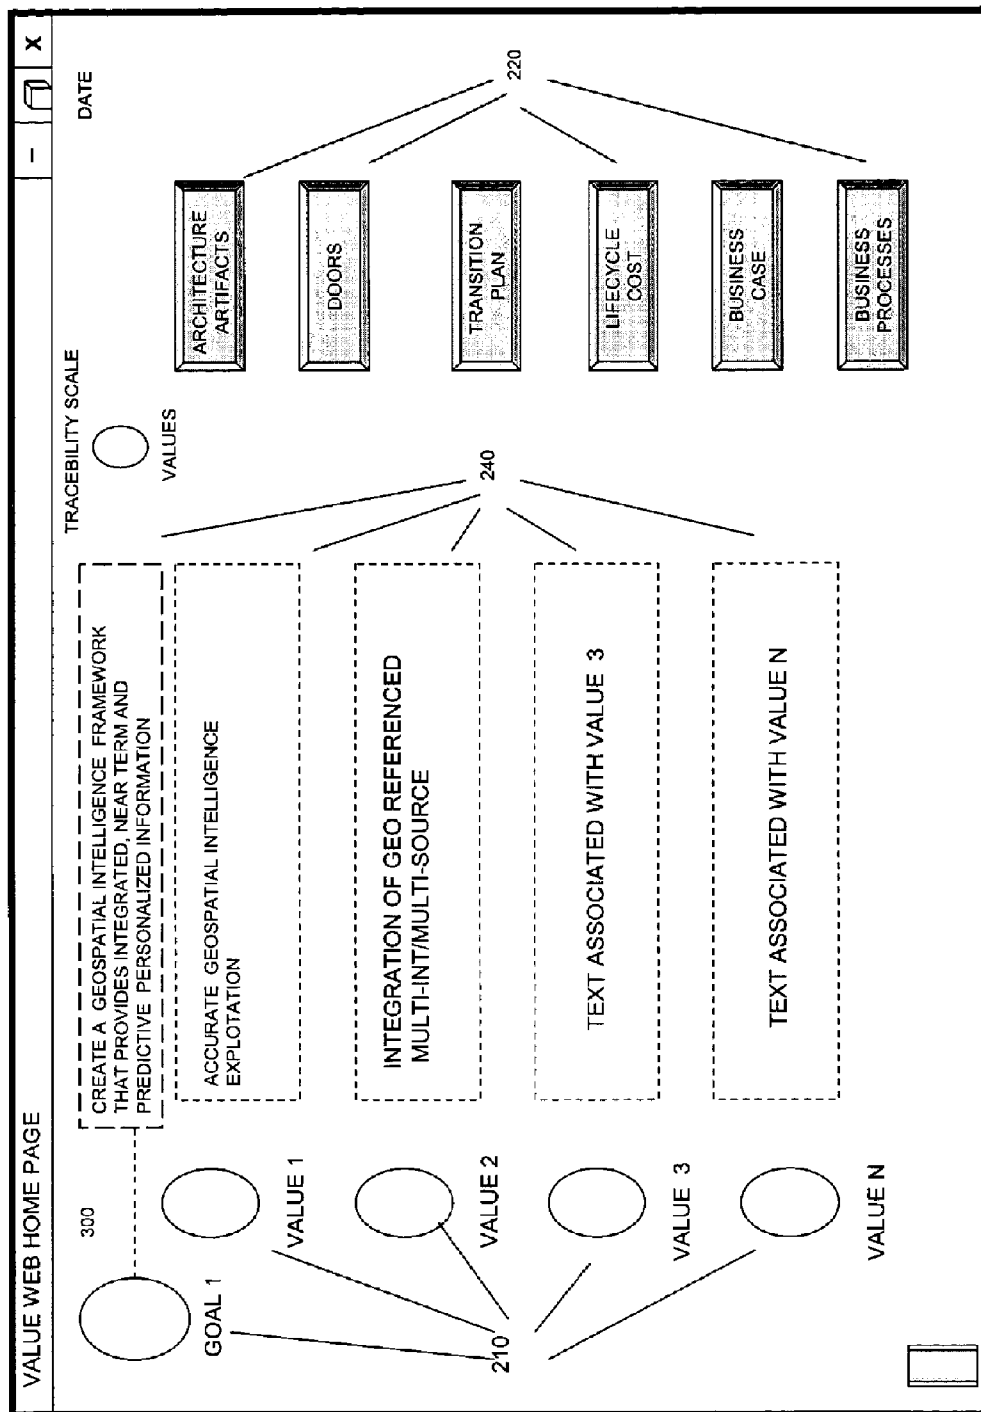 VALUE WEB HOME PAGE
– X
300
TRACEBILITY SCALE
DATE
GOAL 1
CREATE A GEOSPATIAL INTELLIGENCE FRAMEWORK
THAT PROVIDES INTEGRATED, NEAR TERM AND
PREDICTIVE PERSONALIZED INFORMATION
VALUES
VALUE 1
ACCURATE GEOSPATIAL INTELLIGENCE
EXPLOTATION
VALUE 2
INTEGRATION OF GEO REFERENCED
MULTI-INT/MULTI-SOURCE
VALUE 3
TEXT ASSOCIATED WITH VALUE 3
VALUE N
TEXT ASSOCIATED WITH VALUE N
210
240
220
ARCHITECTURE
ARTIFACTS
DOORS
TRANSITION
PLAN
LIFECYCLE
COST
BUSINESS
CASE
BUSINESS
PROCESSES